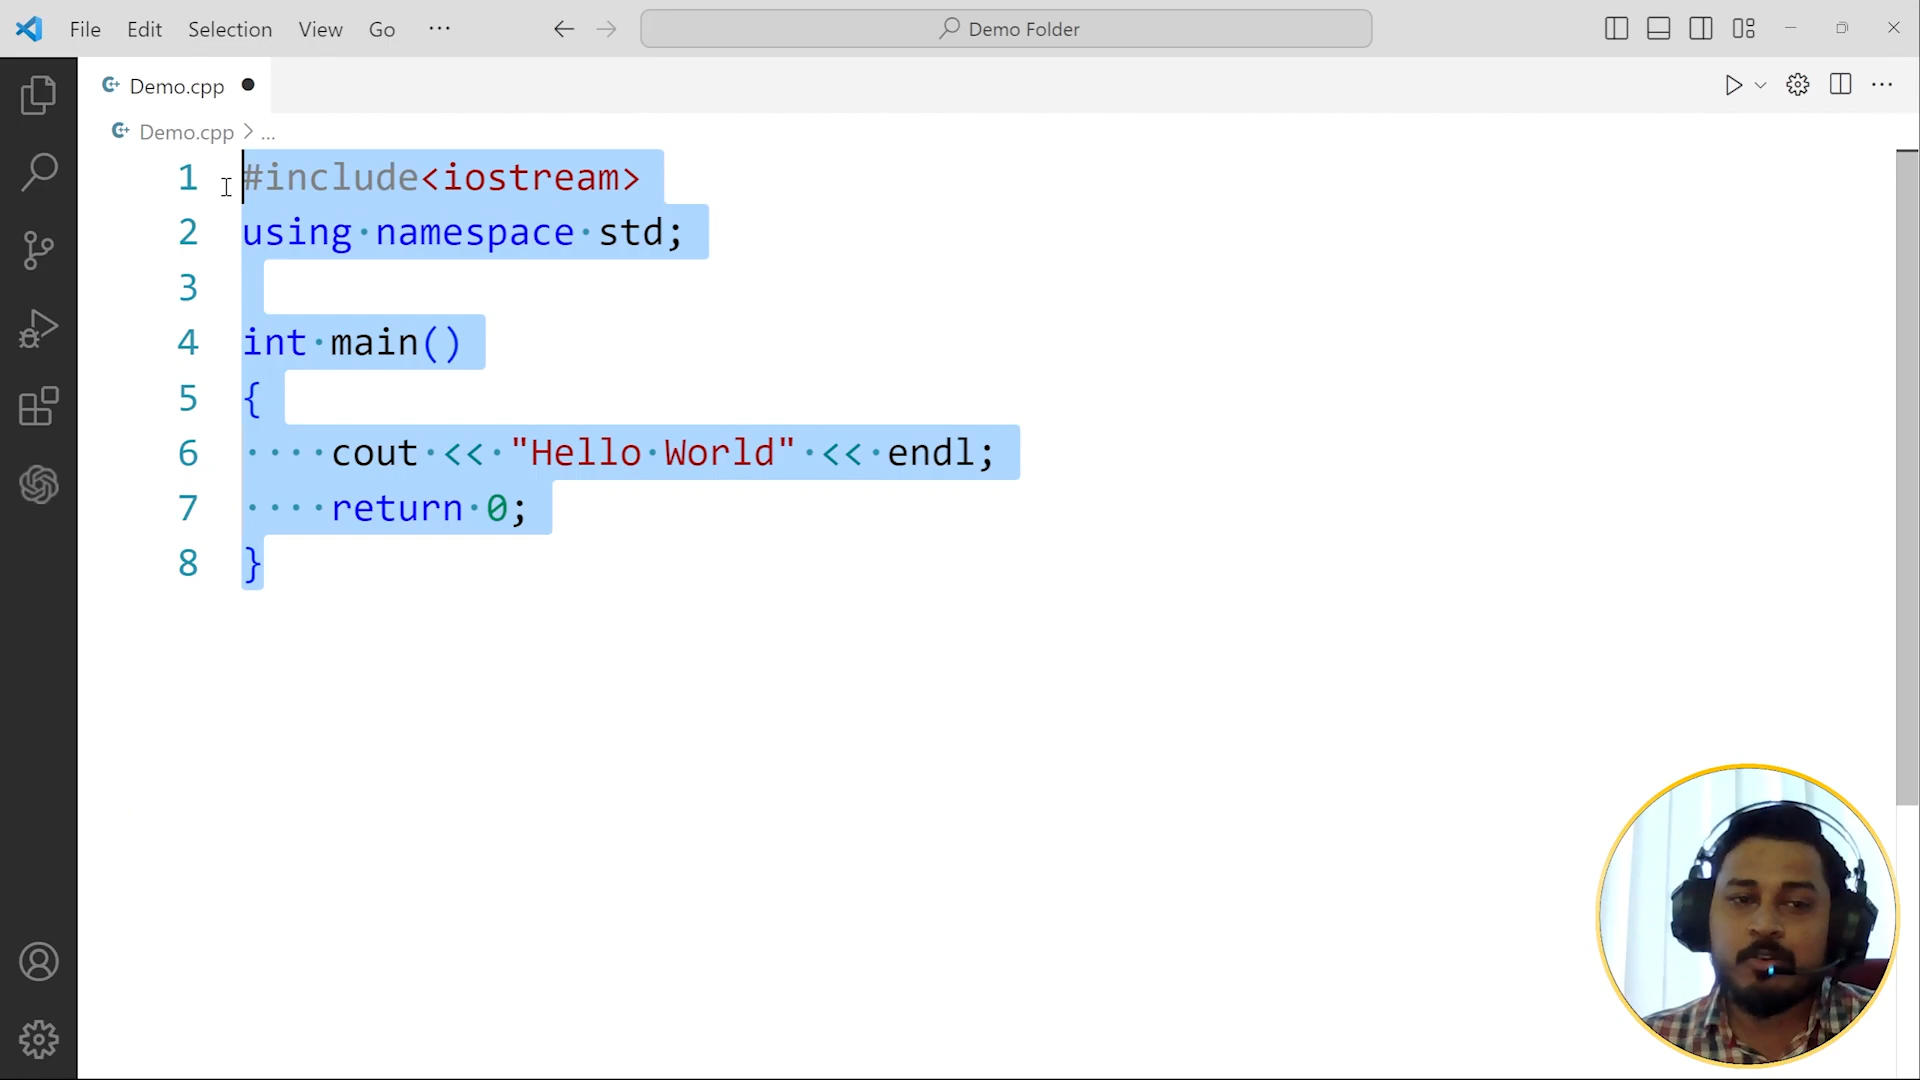 File Edit Selection View Go ···
Demo Folder
Demo.cpp
Demo.cpp > ...
1 #include<iostream>
2 using namespace std;
3
4 int main()
5 {
6     cout << "Hello World" << endl;
7     return 0;
8 }